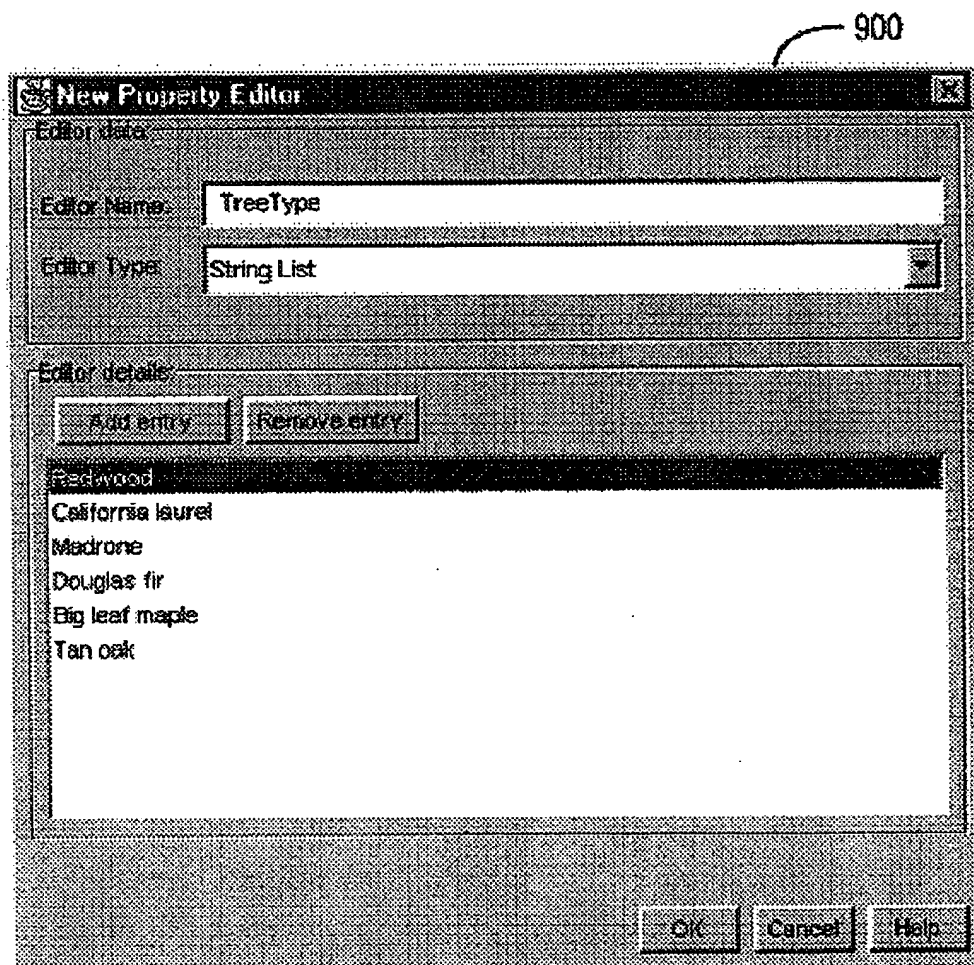 900
New Property Editor
Editor data:
Editor Name: TreeType
Editor Type: String List
Editor details:
Add entry Remove entry
Redwood
California laurel
Madrone
Douglas fir
Big leaf maple
Tan oak
OK Cancel Help